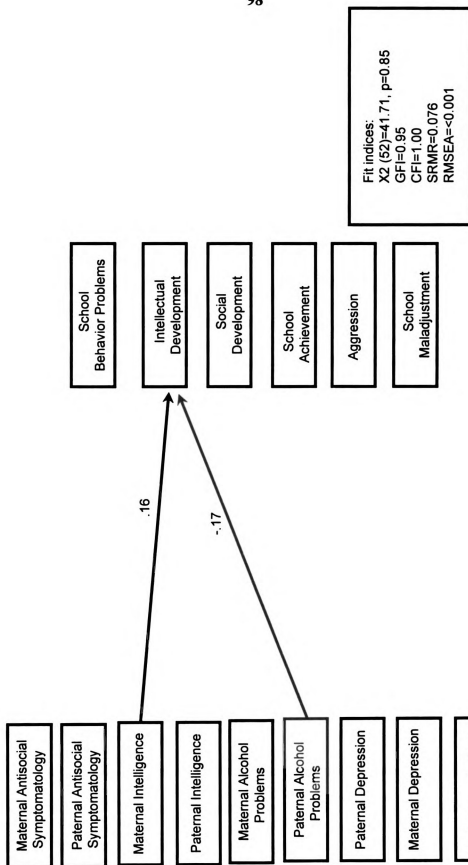 98
Maternal Antisocial
Symptomatology
Paternal Antisocial
Symptomatology
Maternal Intelligence
Paternal Intelligence
Maternal Alcohol
Problems
Paternal Alcohol
Problems
Paternal Depression
Maternal Depression
.16
-.17
School
Behavior Problems
Intellectual
Development
Social
Development
School
Achievement
Aggression
School
Maladjustment
Fit indices:
X2 (52)=41.71, p=0.85
GFI=0.95
CFI=1.00
SRMR=0.076
RMSEA=<0.001